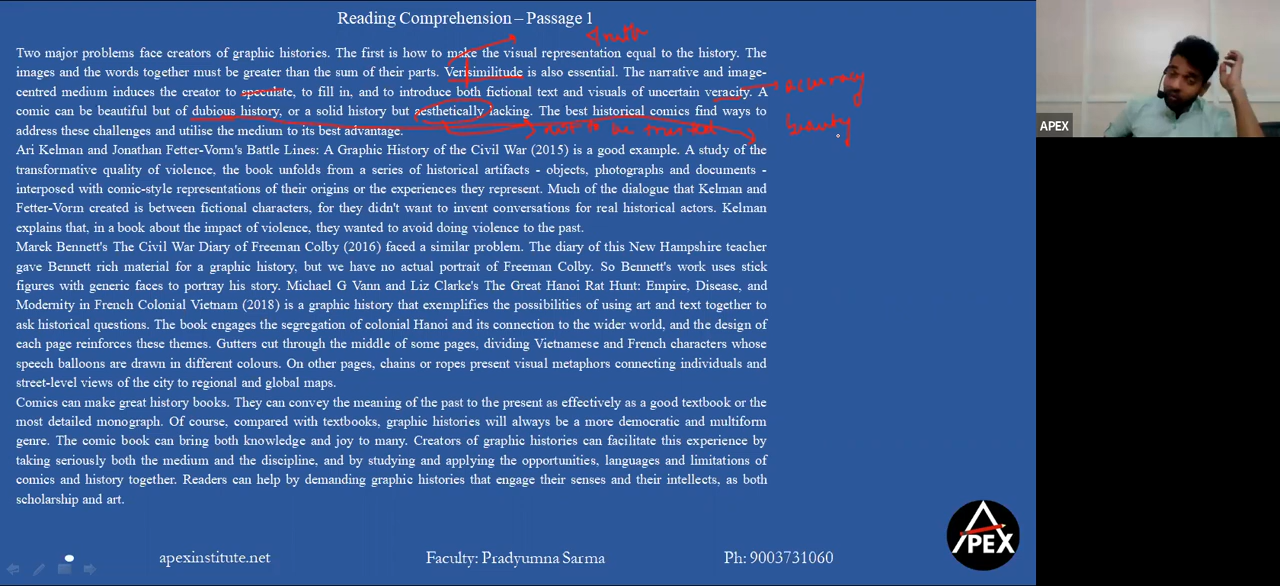 Reading Comprehension – Passage 1
truth
Two major problems face creators of graphic histories. The first is how to make the visual representation equal to the history. The
images and the words together must be greater than the sum of their parts. Verisimilitude is also essential. The narrative and image-
centred medium induces the creator to speculate, to fill in, and to introduce both fictional text and visuals of uncertain veracity. A
accuracy
comic can be beautiful but of dubious history, or a solid history but aesthetically lacking. The best historical comics find ways to
beauty
address these challenges and utilise the medium to its best advantage.
not to be trusted
Ari Kelman and Jonathan Fetter-Vorm's Battle Lines: A Graphic History of the Civil War (2015) is a good example. A study of the
transformative quality of violence, the book unfolds from a series of historical artifacts - objects, photographs and documents -
interposed with comic-style representations of their origins or the experiences they represent. Much of the dialogue that Kelman and
Fetter-Vorm created is between fictional characters, for they didn't want to invent conversations for real historical actors. Kelman
explains that, in a book about the impact of violence, they wanted to avoid doing violence to the past.
Marek Bennett's The Civil War Diary of Freeman Colby (2016) faced a similar problem. The diary of this New Hampshire teacher
gave Bennett rich material for a graphic history, but we have no actual portrait of Freeman Colby. So Bennett's work uses stick
figures with generic faces to portray his story. Michael G Vann and Liz Clarke's The Great Hanoi Rat Hunt: Empire, Disease, and
Modernity in French Colonial Vietnam (2018) is a graphic history that exemplifies the possibilities of using art and text together to
ask historical questions. The book engages the segregation of colonial Hanoi and its connection to the wider world, and the design of
each page reinforces these themes. Gutters cut through the middle of some pages, dividing Vietnamese and French characters whose
speech balloons are drawn in different colours. On other pages, chains or ropes present visual metaphors connecting individuals and
street-level views of the city to regional and global maps.
Comics can make great history books. They can convey the meaning of the past to the present as effectively as a good textbook or the
most detailed monograph. Of course, compared with textbooks, graphic histories will always be a more democratic and multiform
genre. The comic book can bring both knowledge and joy to many. Creators of graphic histories can facilitate this experience by
taking seriously both the medium and the discipline, and by studying and applying the opportunities, languages and limitations of
comics and history together. Readers can help by demanding graphic histories that engage their senses and their intellects, as both
scholarship and art.
APEX
APEX
apexinstitute.net
Faculty: Pradyumna Sarma
Ph: 9003731060